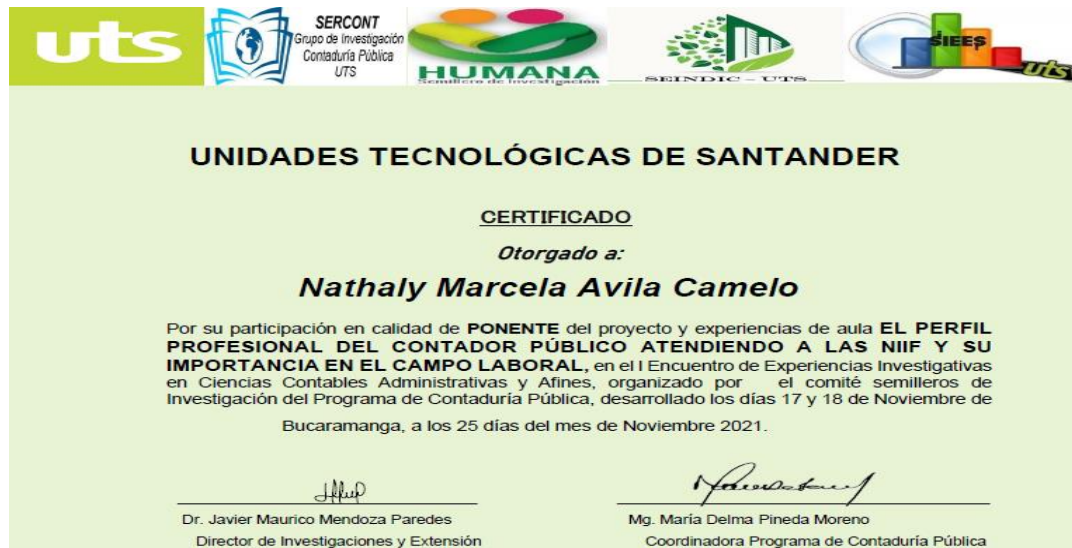 uts
SERCONT
Grupo de Investigación
Contaduría Pública
UTS
HUMANA
Semillero de Investigación
SEINDIC - UTS
SIEES
uts
UNIDADES TECNOLÓGICAS DE SANTANDER
CERTIFICADO
Otorgado a:
Nathaly Marcela Avila Camelo
Por su participación en calidad de PONENTE del proyecto y experiencias de aula EL PERFIL
PROFESIONAL DEL CONTADOR PÚBLICO ATENDIENDO A LAS NIIF Y SU
IMPORTANCIA EN EL CAMPO LABORAL, en el I Encuentro de Experiencias Investigativas
en Ciencias Contables Administrativas y Afines, organizado por el comité semilleros de
Investigación del Programa de Contaduría Pública, desarrollado los días 17 y 18 de Noviembre de
Bucaramanga, a los 25 días del mes de Noviembre 2021.
Dr. Javier Maurico Mendoza Paredes
Director de Investigaciones y Extensión
Mg. María Delma Pineda Moreno
Coordinadora Programa de Contaduría Pública